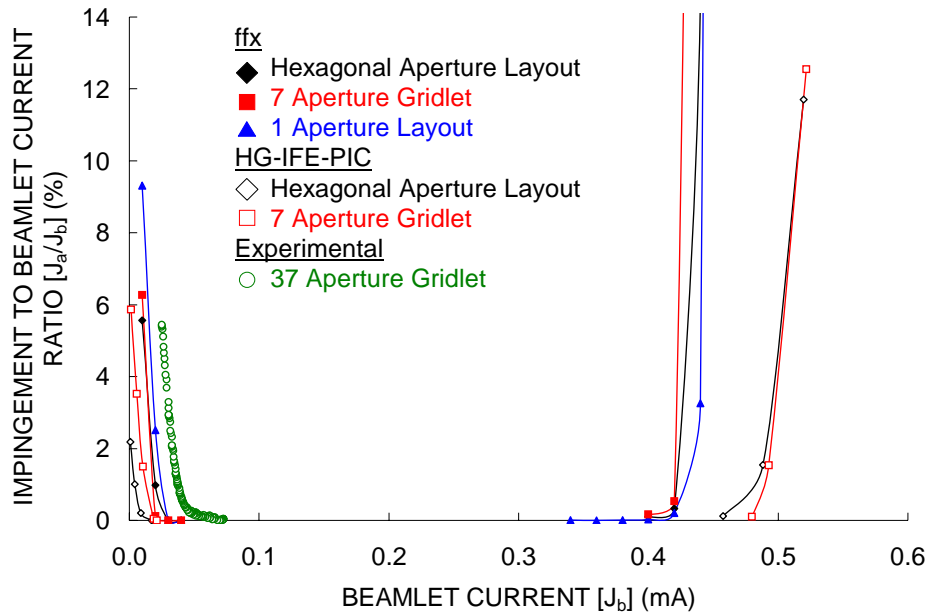 IMPINGEMENT TO BEAMLET CURRENT
RATIO [Ja/Jb] (%)
14
12
10
8
6
4
2
0
ffx
Hexagonal Aperture Layout
7 Aperture Gridlet
1 Aperture Layout
HG-IFE-PIC
Hexagonal Aperture Layout
7 Aperture Gridlet
Experimental
37 Aperture Gridlet
0.0 0.1 0.2 0.3 0.4 0.5 0.6
BEAMLET CURRENT [Jb] (mA)